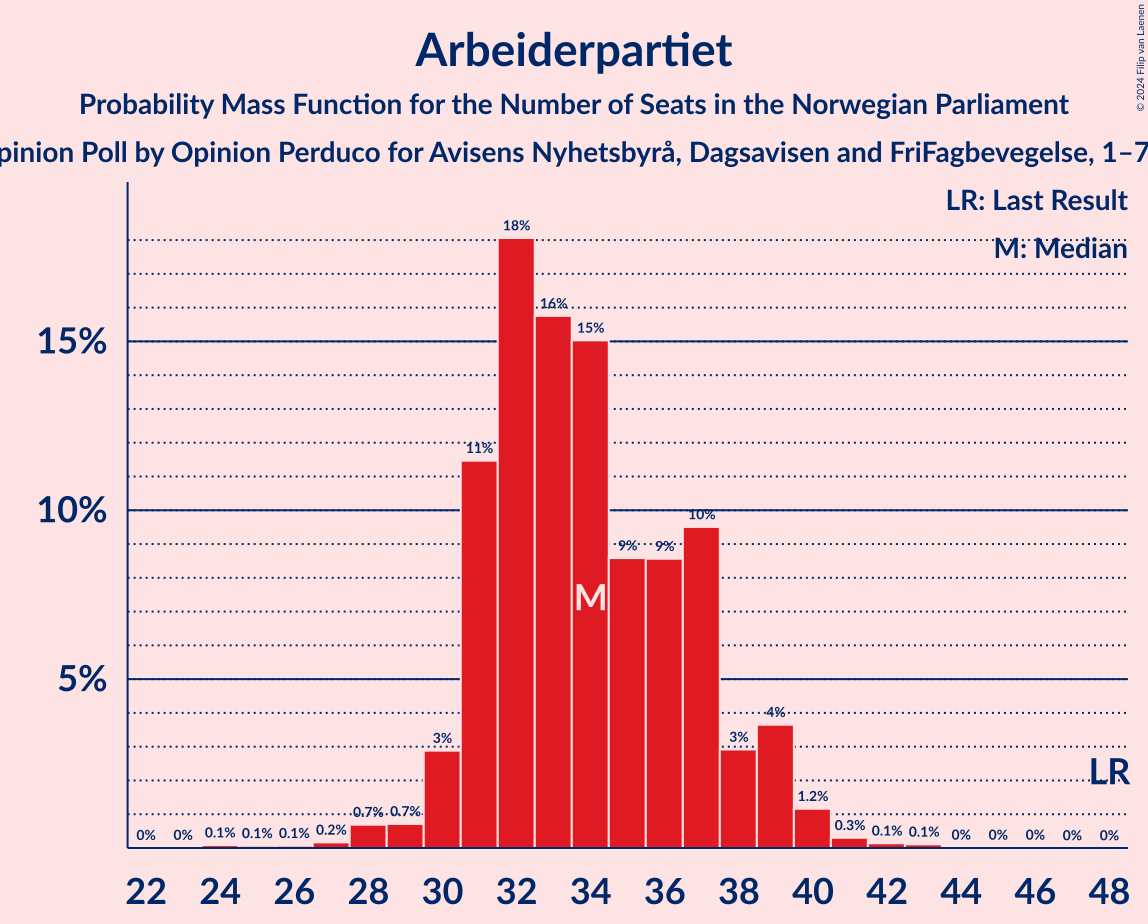 Arbeiderpartiet
Probability Mass Function for the Number of Seats in the Norwegian Parliament
pinion Poll by Opinion Perduco for Avisens Nyhetsbyrå, Dagsavisen and FriFagbevegelse, 1–7
© 2024 Filip van Laenen
LR: Last Result
M: Median
15%
10%
5%
0% 0% 0.1% 0.1% 0.1% 0.2% 0.7% 0.7% 3% 11% 18% 16% 15% 9% 9% 10% 3% 4% 1.2% 0.3% 0.1% 0.1% 0% 0% 0% 0% 0%
M
LR
22 24 26 28 30 32 34 36 38 40 42 44 46 48